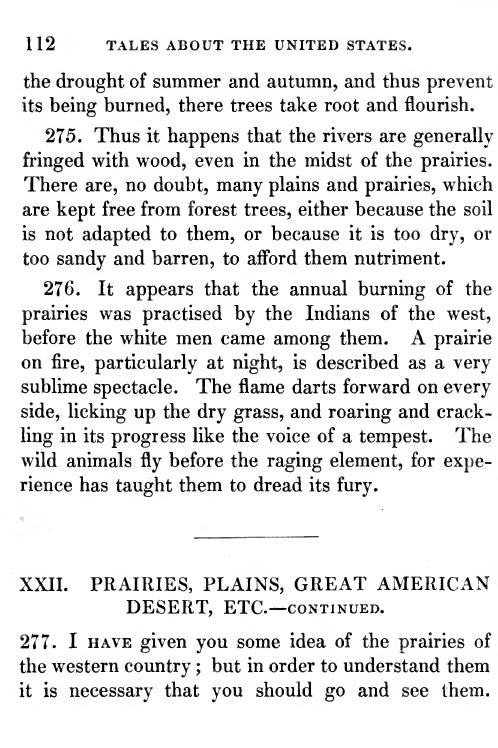 112 TALES ABOUT THE UNITED STATES.
the drought of summer and autumn, and thus prevent
its being burned, there trees take root and flourish.
275. Thus it happens that the rivers are generally
fringed with wood, even in the midst of the prairies.
There are, no doubt, many plains and prairies, which
are kept free from forest trees, either because the soil
is not adapted to them, or because it is too dry, or
too sandy and barren, to afford them nutriment.
276. It appears that the annual burning of the
prairies was practised by the Indians of the west,
before the white men came among them. A prairie
on fire, particularly at night, is described as a very
sublime spectacle. The flame darts forward on every
side, licking up the dry grass, and roaring and crack-
ling in its progress like the voice of a tempest. The
wild animals fly before the raging element, for expe-
rience has taught them to dread its fury.
XXII. PRAIRIES, PLAINS, GREAT AMERICAN
DESERT, ETC.—CONTINUED.
277. I HAVE given you some idea of the prairies of
the western country; but in order to understand them
it is necessary that you should go and see them.